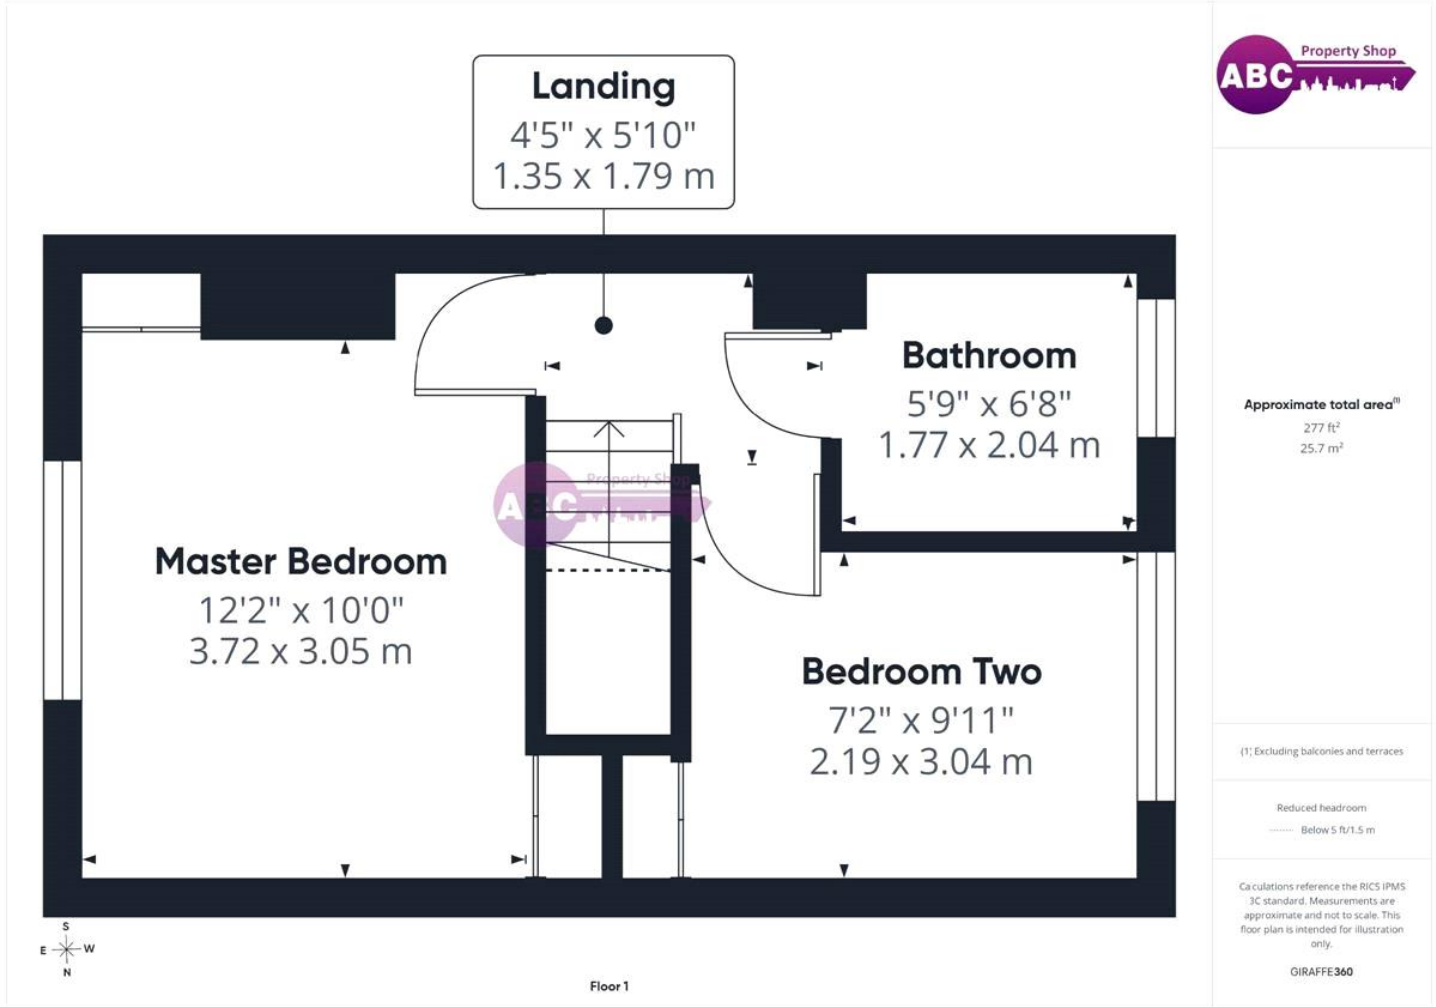 Landing
4'5" x 5'10"
1.35 x 1.79 m
ABC Property Shop
Bathroom
5'9" x 6'8"
1.77 x 2.04 m
ABC Property Shop
Master Bedroom
12'2" x 10'0"
3.72 x 3.05 m
Bedroom Two
7'2" x 9'11"
2.19 x 3.04 m
S
E W
N
Floor 1
Approximate total area(1)
277 ft²
25.7 m²
(1) Excluding balconies and terraces
Reduced headroom
Below 5 ft/1.5 m
Calculations reference the RICS IPMS
3C standard. Measurements are
approximate and not to scale. This
floor plan is intended for illustration
only.
GIRAFFE360